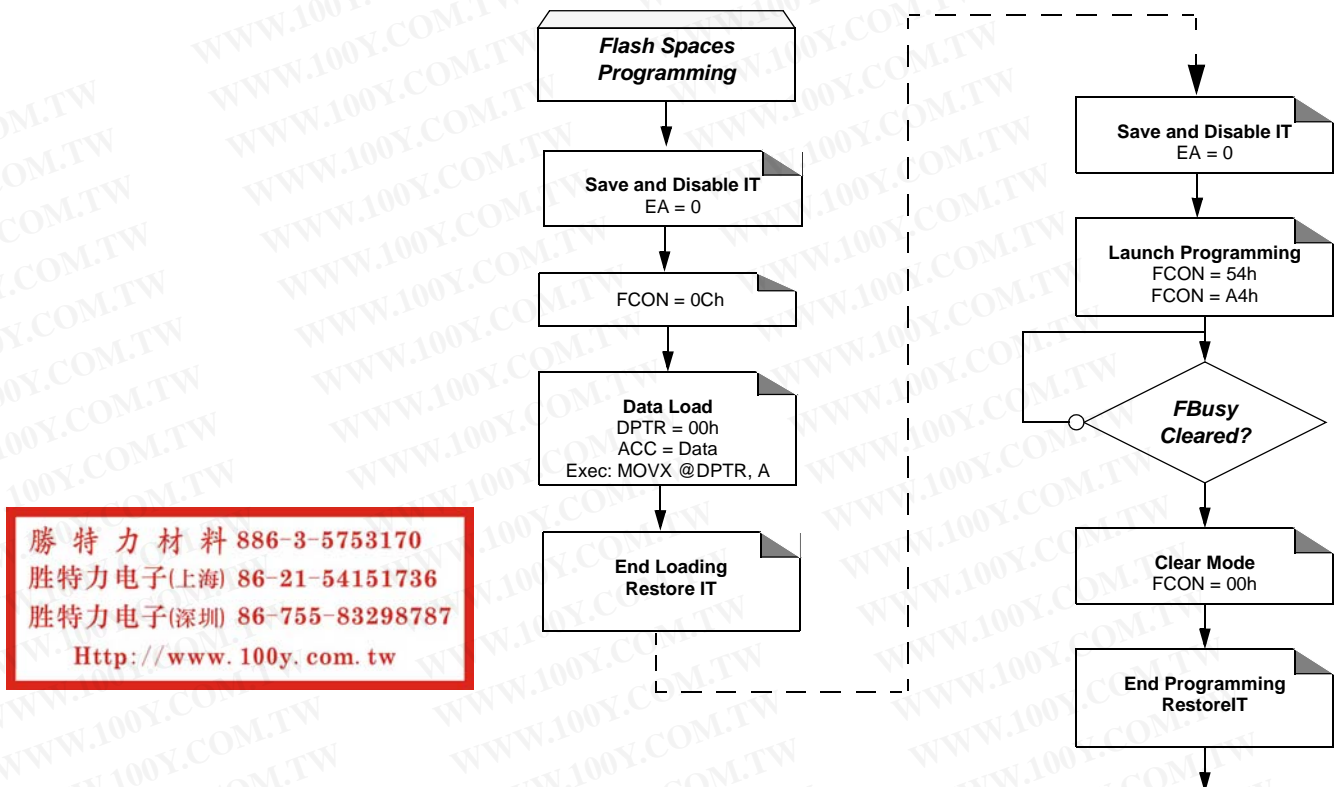 Flash Spaces
Programming
Save and Disable IT
EA = 0
FCON = 0Ch
Data Load
DPTR = 00h
ACC = Data
Exec: MOVX @DPTR, A
End Loading
Restore IT
Save and Disable IT
EA = 0
Launch Programming
FCON = 54h
FCON = A4h
FBusy
Cleared?
Clear Mode
FCON = 00h
End Programming
RestoreIT
勝 特 力 材 料 886-3-5753170
胜特力电子(上海) 86-21-54151736
胜特力电子(深圳) 86-755-83298787
Http://www. 100y. com. tw
WWW.100Y.COM.TW